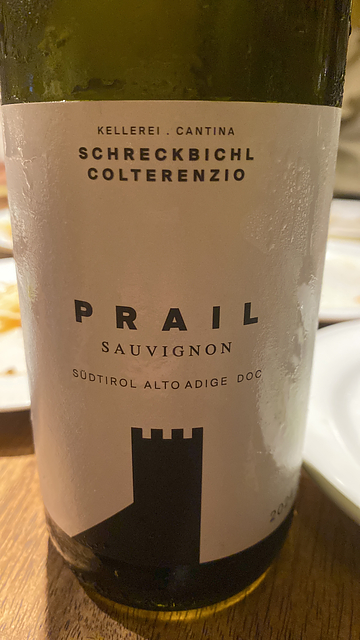 KELLEREI . CANTINA
SCHRECKBICHL
COLTERENZIO
PRAIL
SAUVIGNON
SÜDTIROL ALTO ADIGE DOC